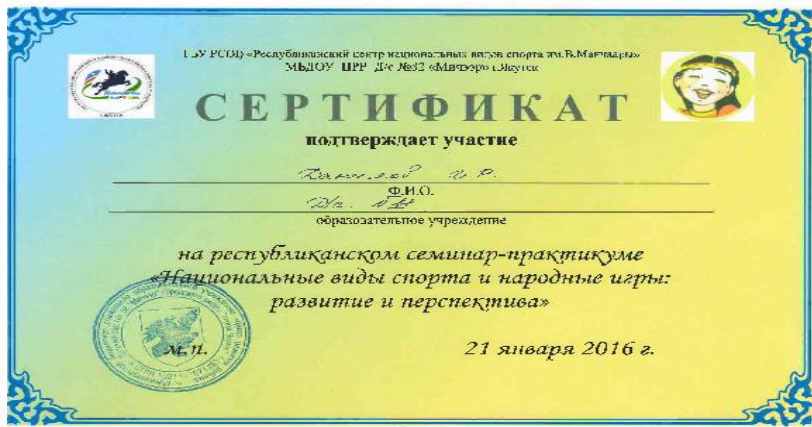 ГБУ РС(Я) «Республиканский центр национальных видов спорта им.В.Манчаары»
МБДОУ ЦРР Д/с №82 «Мичээр» г.Якутск
СЕРТИФИКАТ
подтверждает участие
Ф.И.О.
образовательное учреждение
на республиканском семинар-практикуме
«Национальные виды спорта и народные игры:
развитие и перспектива»
м.п.
21 января 2016 г.